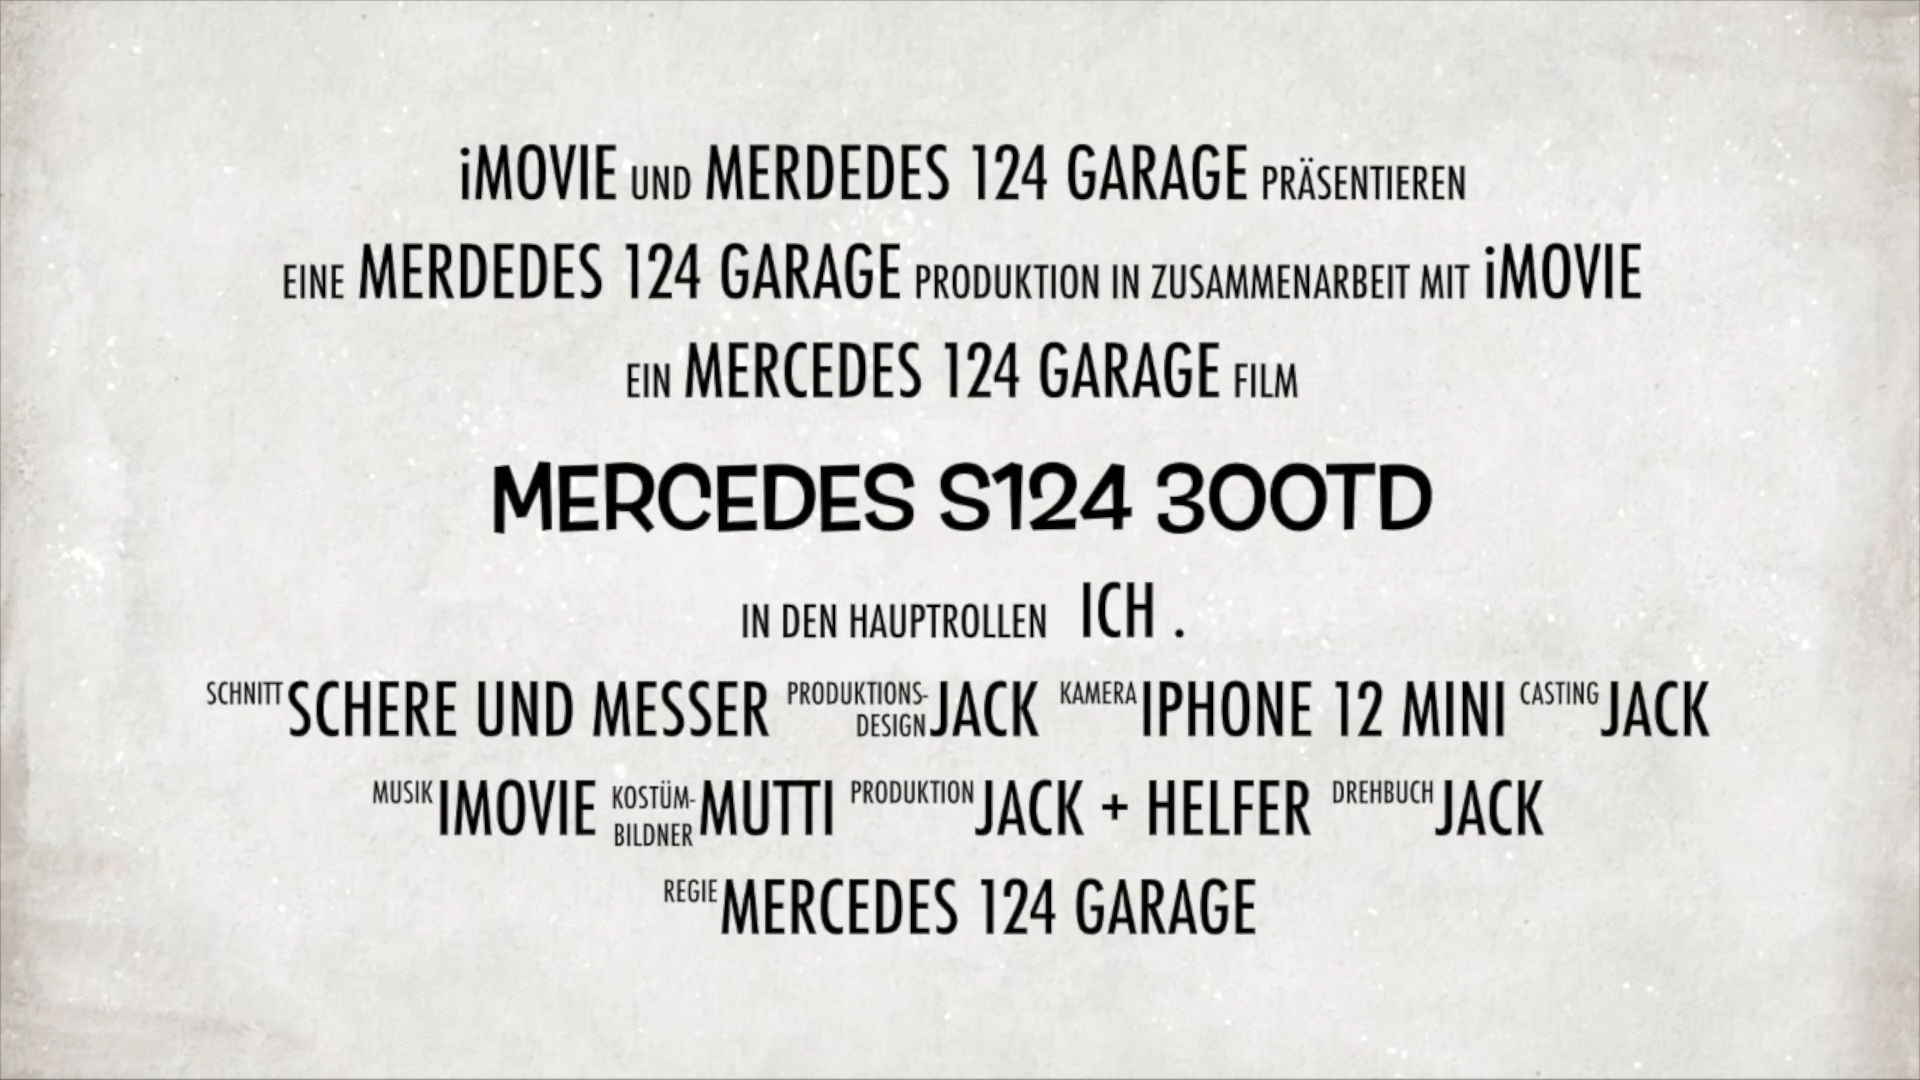 iMOVIE UND MERDEDES 124 GARAGE PRÄSENTIEREN
EINE MERDEDES 124 GARAGE PRODUKTION IN ZUSAMMENARBEIT MIT iMOVIE
EIN MERCEDES 124 GARAGE FILM
MERCEDES S124 300TD
IN DEN HAUPTROLLEN ICH .
SCHNITT SCHERE UND MESSER PRODUKTIONS-DESIGN JACK KAMERA IPHONE 12 MINI CASTING JACK
MUSIK IMOVIE KOSTÜM-BILDNER MUTTI PRODUKTION JACK + HELFER DREHBUCH JACK
REGIE MERCEDES 124 GARAGE